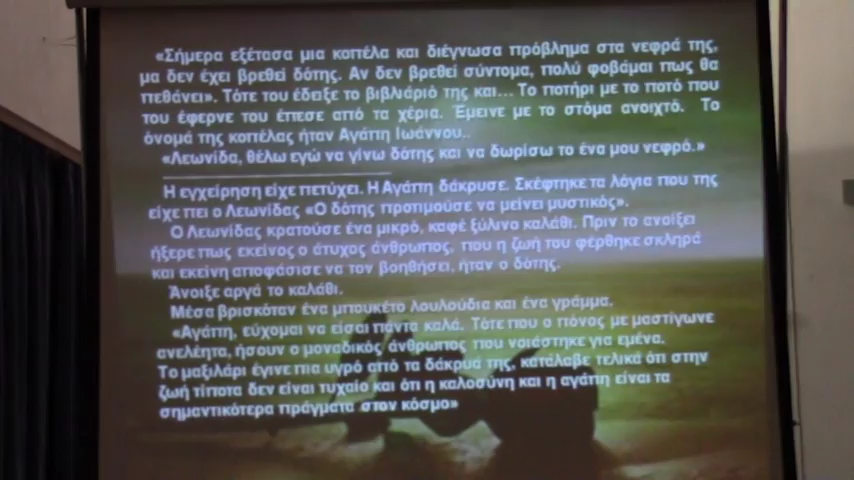 «Σήμερα εξέτασα μια κοπέλα και διέγνωσα πρόβλημα στα νεφρά της,
μα δεν έχει βρεθεί δότης. Αν δεν βρεθεί σύντομα, πολύ φοβάμαι πως θα
πεθάνει». Τότε του έδειξε το βιβλιάριό της και... Το ποτήρι με το ποτό που
του έφερνε του έπεσε από τα χέρια. Έμεινε με το στόμα ανοιχτό. Το
όνομά της κοπέλας ήταν Αγάπη Ιωάννου..
«Λεωνίδα, θέλω εγώ να γίνω δότης και να δωρίσω το ένα μου νεφρό.»
Η εγχείρηση είχε πετύχει. Η Αγάπη δάκρυσε. Σκέφτηκε τα λόγια που της
είχε πει ο Λεωνίδας «Ο δότης προτιμούσε να μείνει μυστικός».
Ο Λεωνίδας κρατούσε ένα μικρό, καφέ ξύλινο καλάθι. Πριν το ανοίξει
ήξερε πως εκείνος ο άτυχος άνθρωπος, που η ζωή του φέρθηκε σκληρά
και εκείνη αποφάσισε να τον βοηθήσει, ήταν ο δότης.
Άνοιξε αργά το καλάθι.
Μέσα βρισκόταν ένα μπουκέτο λουλούδια και ένα γράμμα.
«Αγάπη, εύχομαι να είσαι πάντα καλά. Τότε που ο πόνος με μαστίγωνε
ανελέητα, ήσουν ο μοναδικός άνθρωπος που νοιάστηκε για εμένα.
Το μαξιλάρι έγινε πια υγρό από τα δάκρυα της, κατάλαβε τελικά ότι στην
ζωή τίποτα δεν είναι τυχαίο και ότι η καλοσύνη και η αγάπη είναι τα
σημαντικότερα πράγματα στον κόσμο»